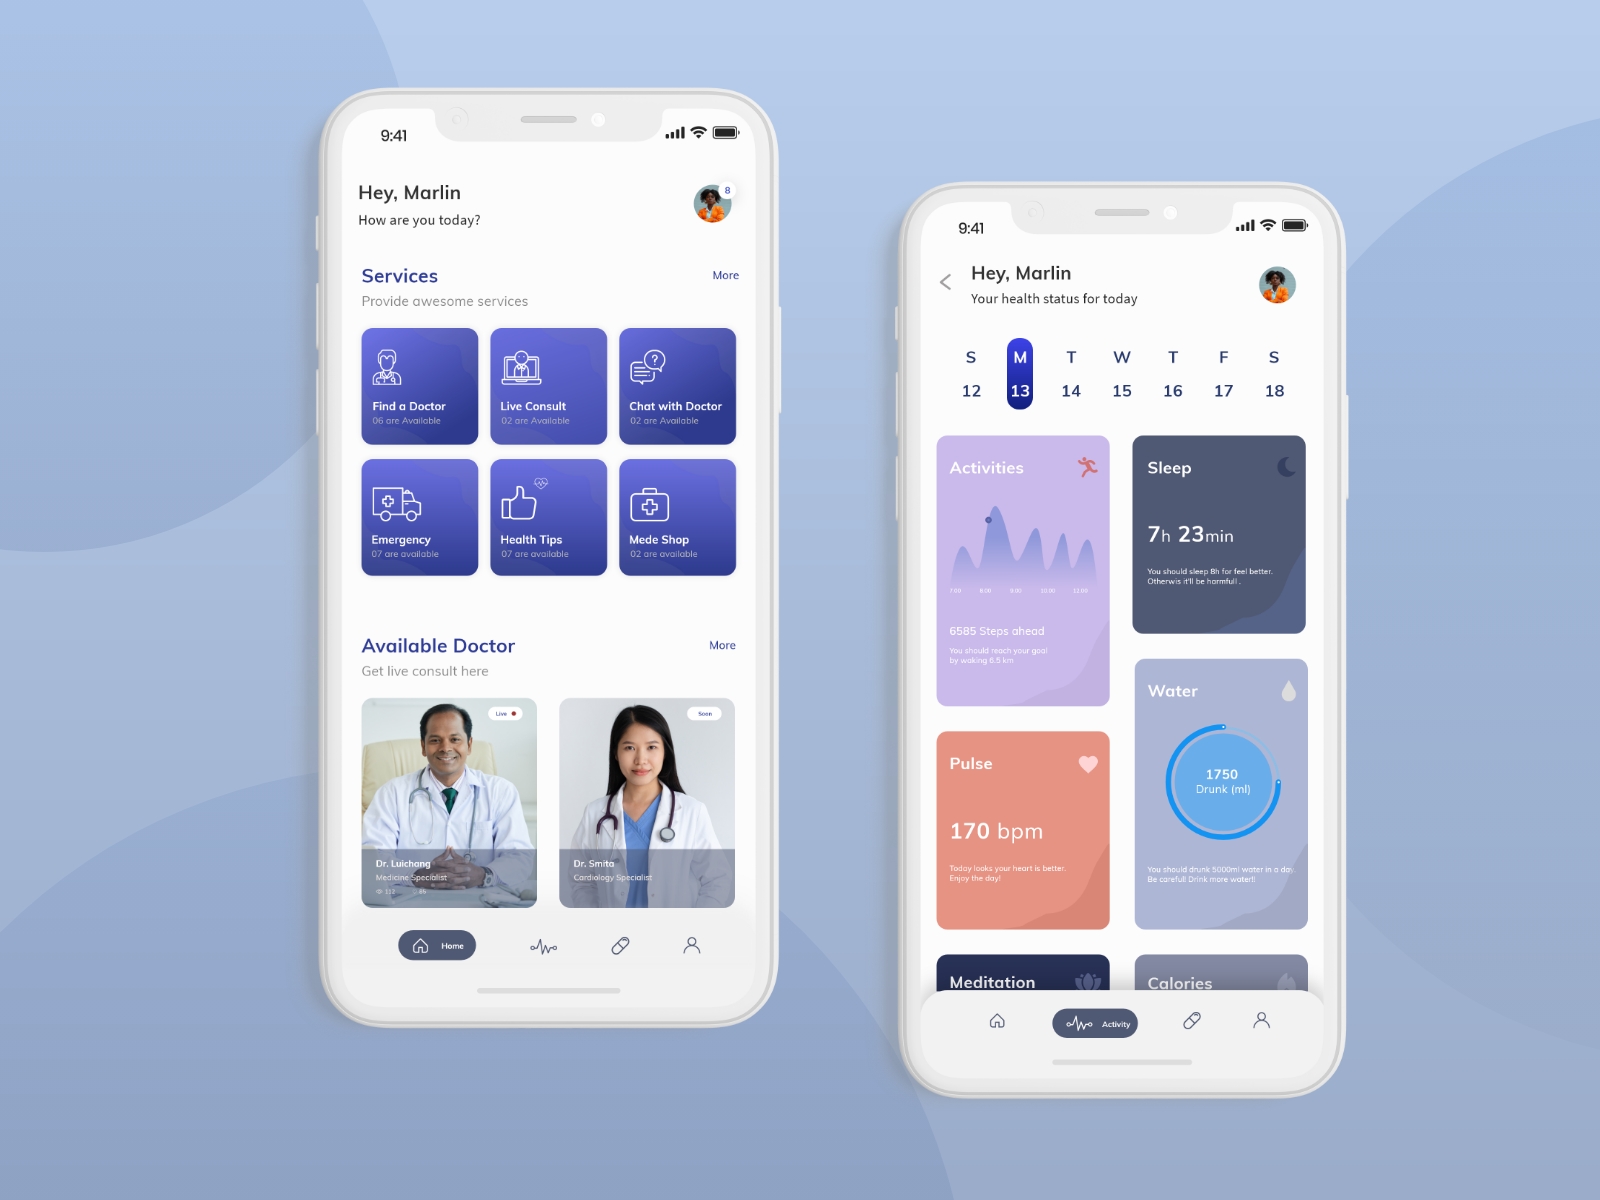 9:41
Hey, Marlin
8
How are you today?
Services
More
Provide awesome services
Find a Doctor
06 are Available
Live Consult
02 are Available
Chat with Doctor
02 are Available
Emergency
07 are available
Health Tips
07 are available
Mede Shop
02 are available
Available Doctor
More
Get live consult here
Live
Soon
Dr. Luichang
Medicine Specialist
112
Dr. Smita
Cardiology Specialist
Home
9:41
Hey, Marlin
Your health status for today
S M T W T F S
12 13 14 15 16 17 18
Activities
7:00 8:00 9:00 10:00 12:00
6585 Steps ahead
You should reach your goal
by waking 6.5 km
Sleep
7h 23min
You should sleep 8h for feel better.
Otherwis it'll be harmfull .
Pulse
170 bpm
Today looks your heart is better.
Enjoy the day!
Water
1750
Drunk (ml)
You should drunk 5000ml water in a day.
Be careful! Drink more water!!
Meditation
Calories
Activity